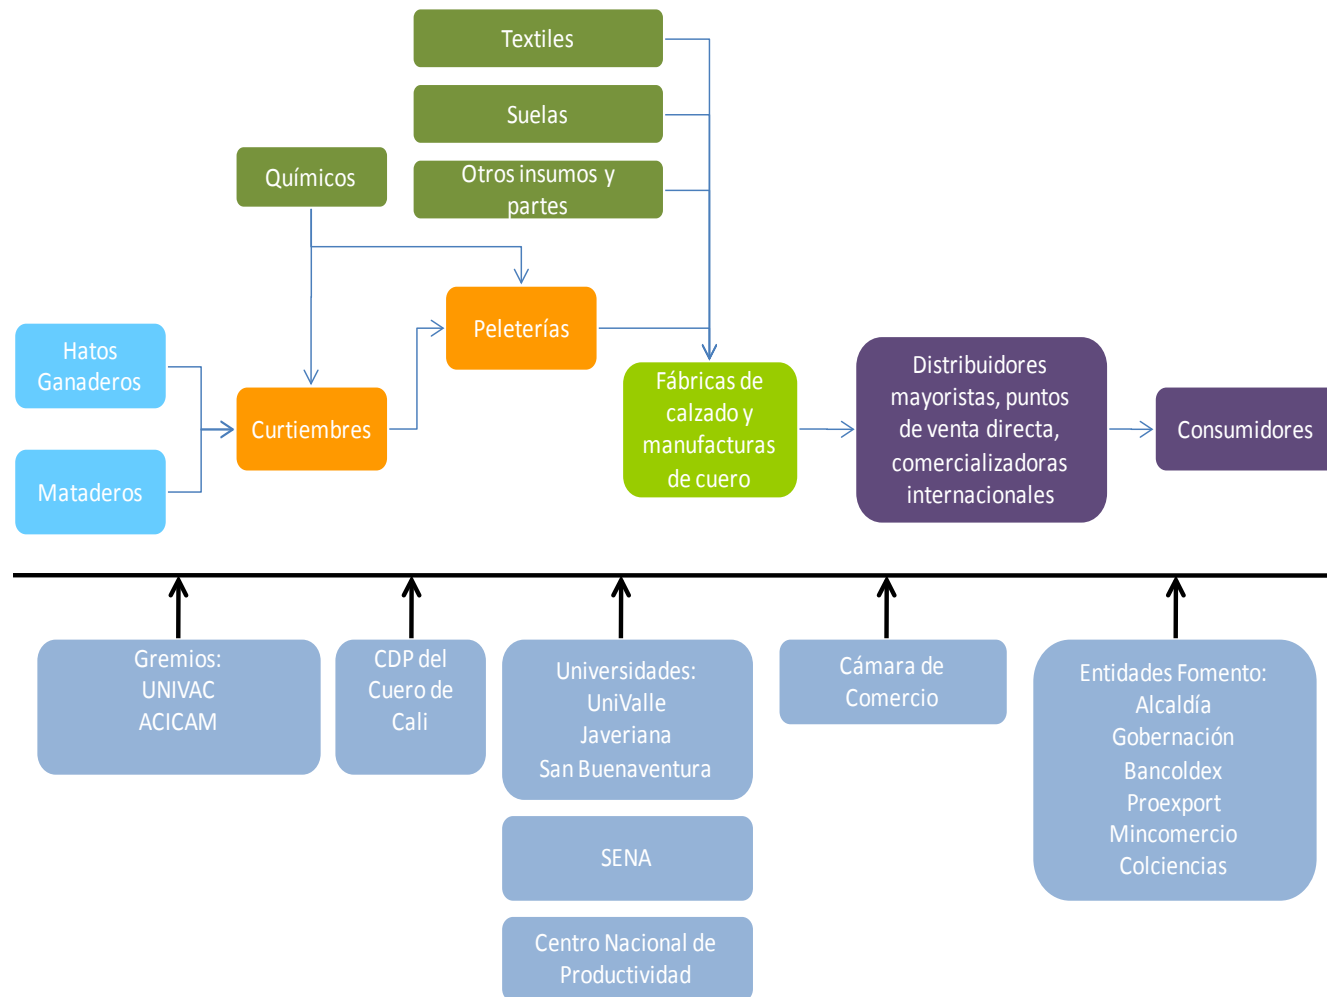 Textiles
Suelas
Otros insumos y
partes
Químicos
Peleterías
Hatos
Ganaderos
Mataderos
Curtiembres
Fábricas de
calzado y
manufacturas
de cuero
Distribuidores
mayoristas, puntos
de venta directa,
comercializadoras
internacionales
Consumidores
Gremios:
UNIVAC
ACICAM
CDP del
Cuero de
Cali
Universidades:
UniValle
Javeriana
San Buenaventura
SENA
Centro Nacional de
Productividad
Cámara de
Comercio
Entidades Fomento:
Alcaldía
Gobernación
Bancoldex
Proexport
Mincomercio
Colciencias